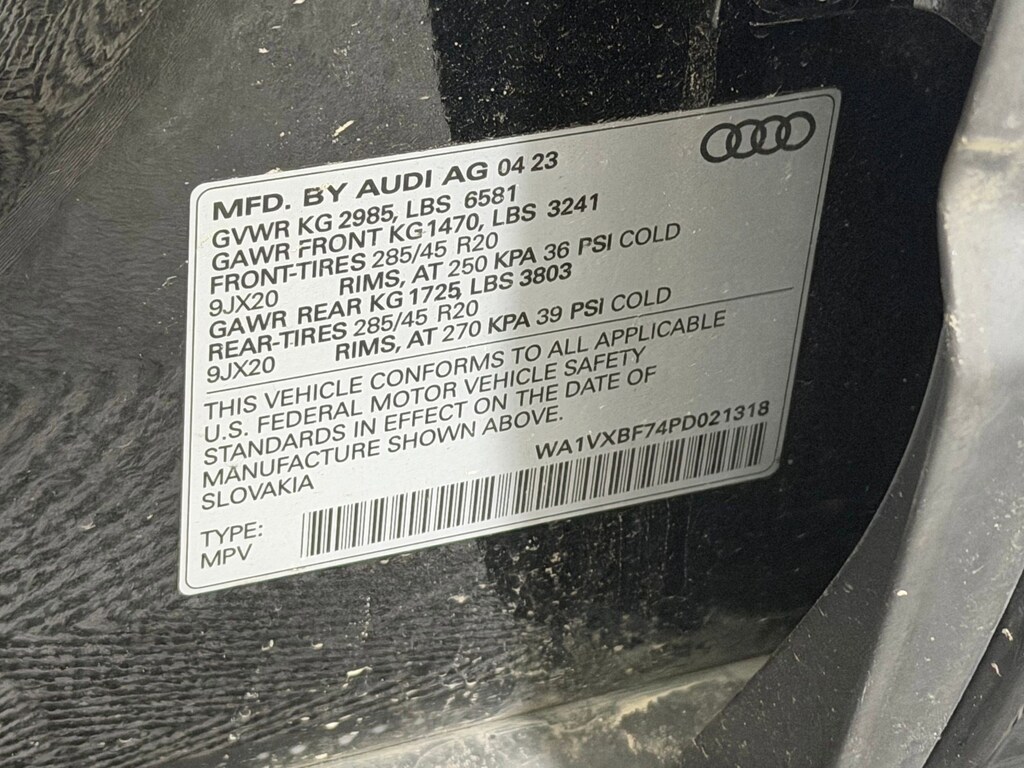 MFD. BY AUDI AG 04 23
GVWR KG 2985, LBS 6581
GAWR FRONT KG 1470, LBS 3241
FRONT-TIRES 285/45 R20
9JX20 RIMS, AT 250 KPA 36 PSI COLD
GAWR REAR KG 1725, LBS 3803
REAR-TIRES 285/45 R20
9JX20 RIMS, AT 270 KPA 39 PSI COLD
THIS VEHICLE CONFORMS TO ALL APPLICABLE
U.S. FEDERAL MOTOR VEHICLE SAFETY
STANDARDS IN EFFECT ON THE DATE OF
MANUFACTURE SHOWN ABOVE.
SLOVAKIA
WA1VXBF74PD021318
TYPE:
MPV